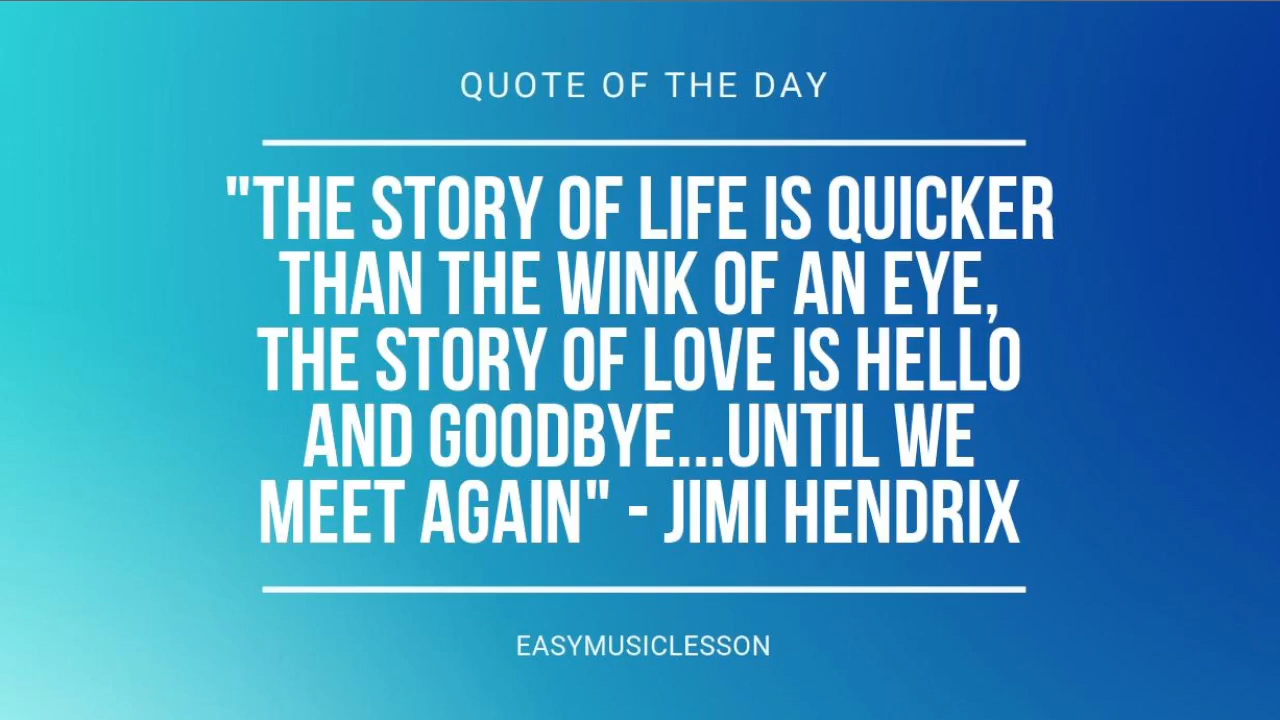 QUOTE OF THE DAY
"THE STORY OF LIFE IS QUICKER
THAN THE WINK OF AN EYE,
THE STORY OF LOVE IS HELLO
AND GOODBYE...UNTIL WE
MEET AGAIN" - JIMI HENDRIX
EASYMUSICLESSON